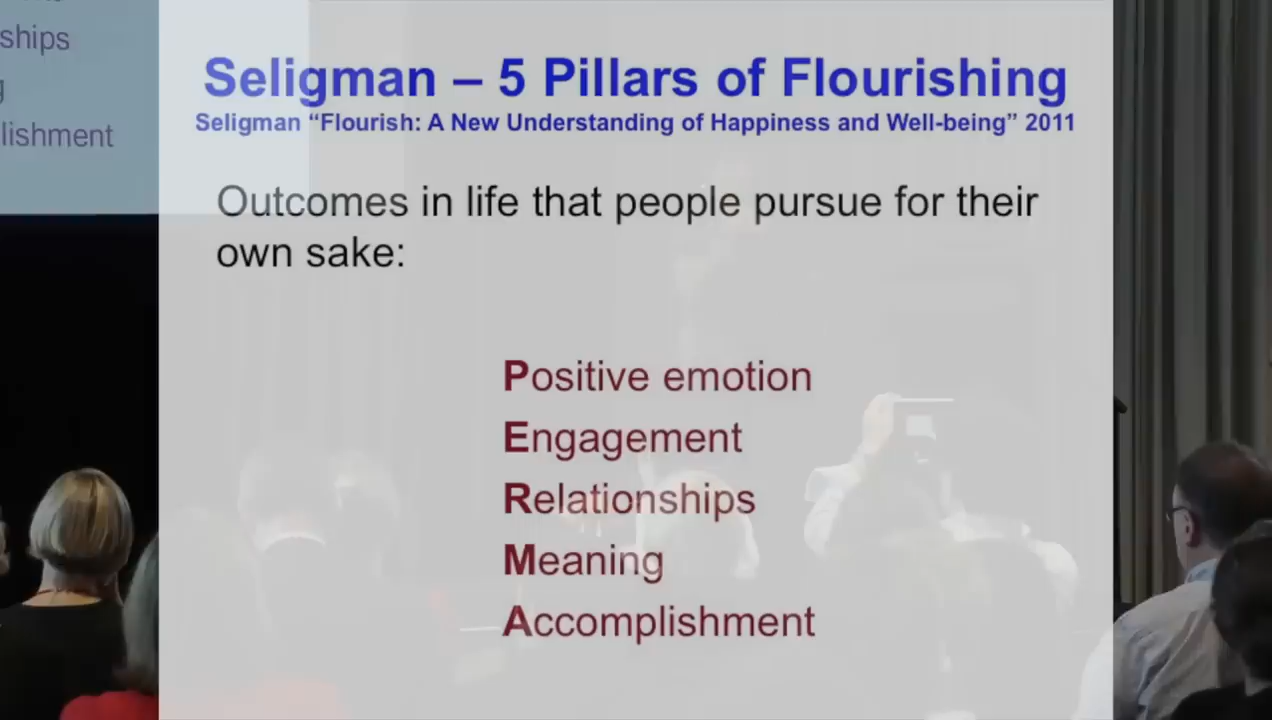 ships
lishment
Seligman – 5 Pillars of Flourishing
Seligman “Flourish: A New Understanding of Happiness and Well-being” 2011
Outcomes in life that people pursue for their
own sake:
Positive emotion
Engagement
Relationships
Meaning
Accomplishment